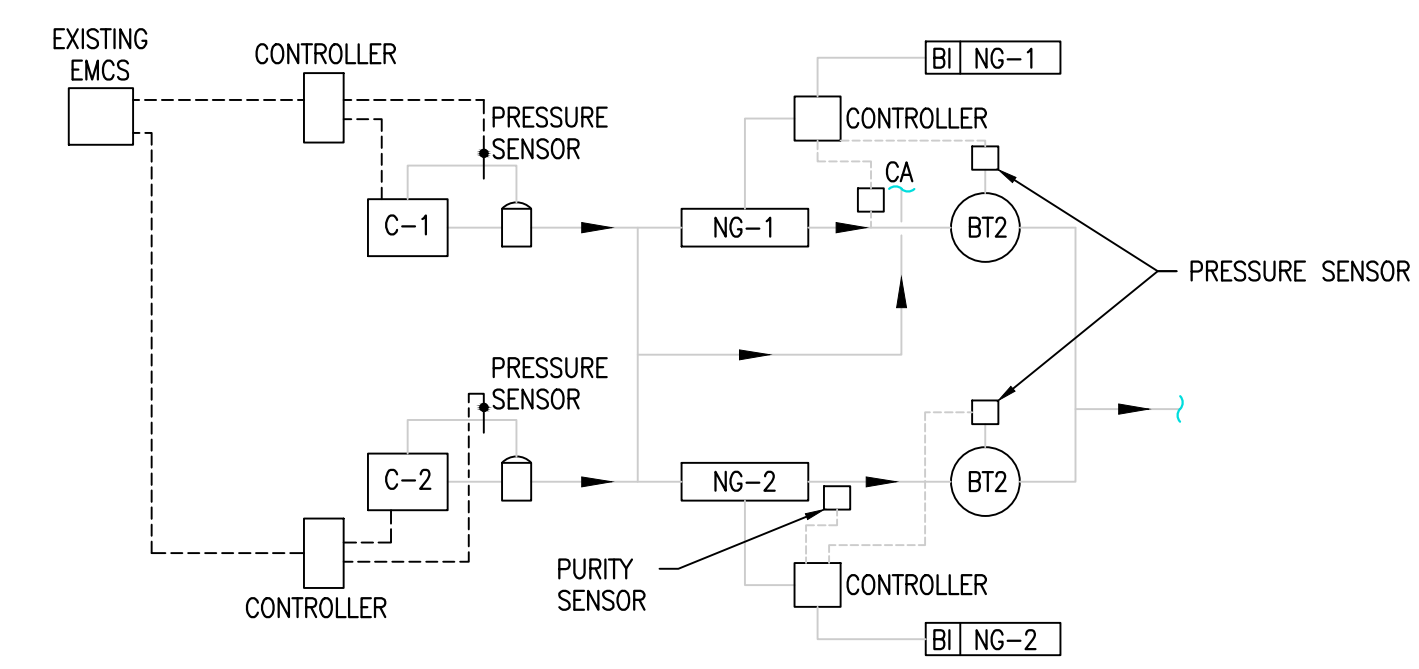 EXISTING
EMCS
CONTROLLER
PRESSURE
SENSOR
C-1
BI NG-1
CONTROLLER
CA
NG-1
BT2
PRESSURE SENSOR
PRESSURE
SENSOR
C-2
NG-2
BT2
PURITY
SENSOR
CONTROLLER
CONTROLLER
BI NG-2